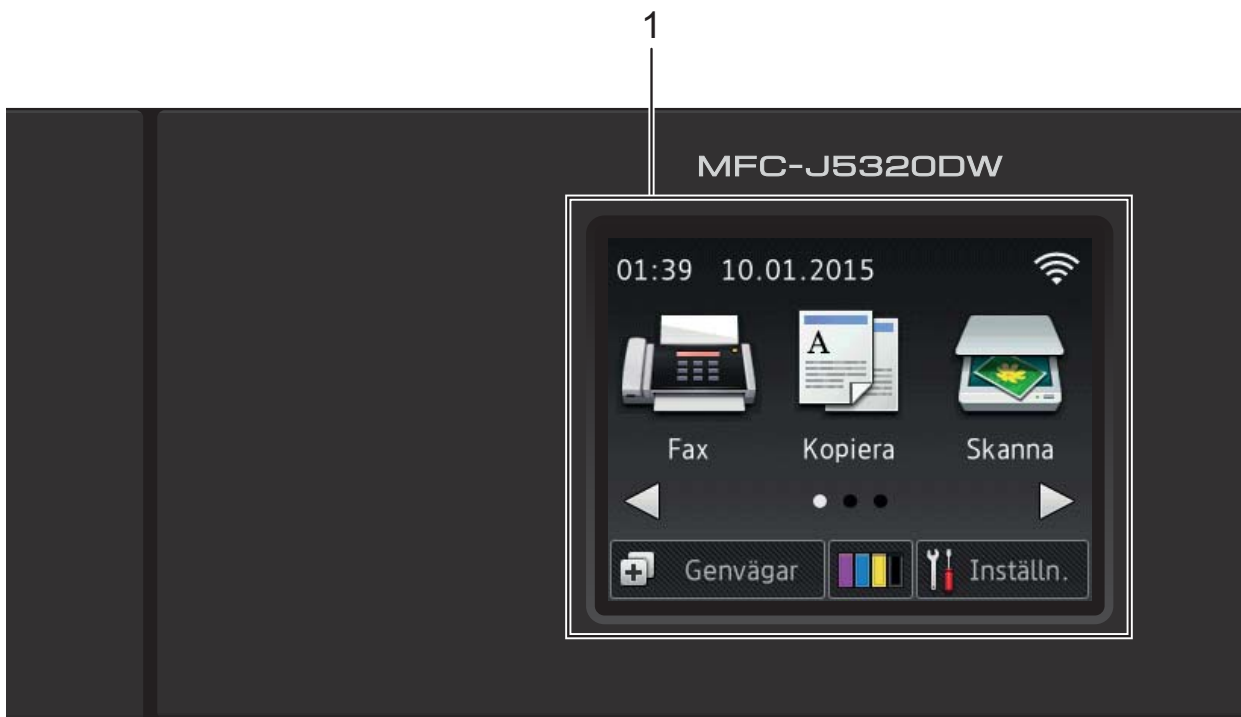 1
MFC-J5320DW
01:39 10.01.2015
A
Fax Kopiera Skanna
Genvägar Inställn.